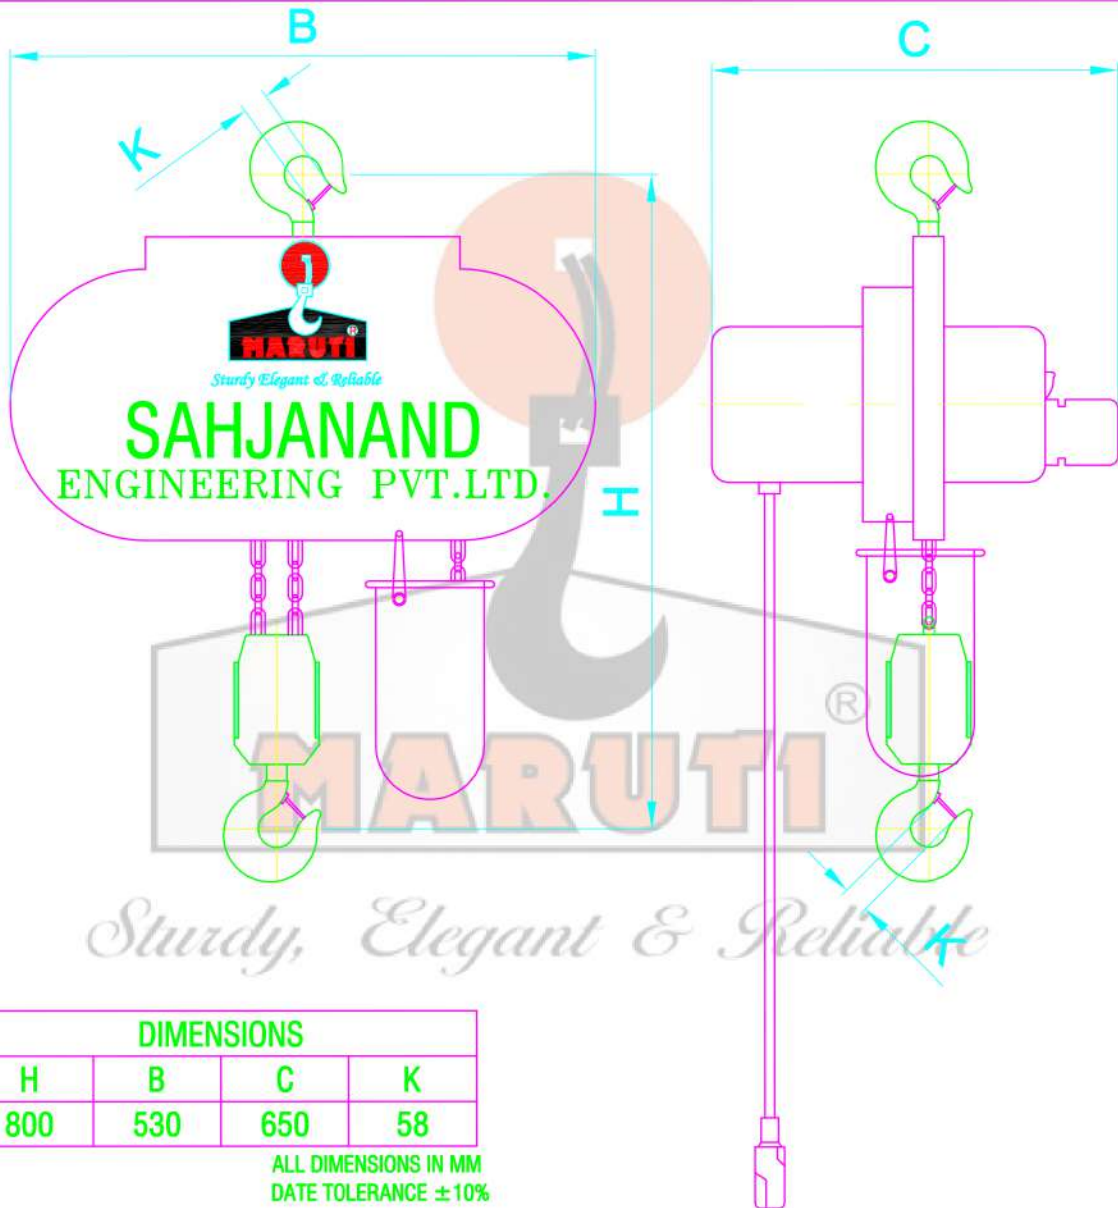 B
C
K
MARUTI®
Sturdy Elegant & Reliable
SAHJANAND
ENGINEERING PVT.LTD.
H
MARUTI®
Sturdy, Elegant & Reliable
K
DIMENSIONS
H B C K
800 530 650 58
ALL DIMENSIONS IN MM
DATE TOLERANCE ±10%